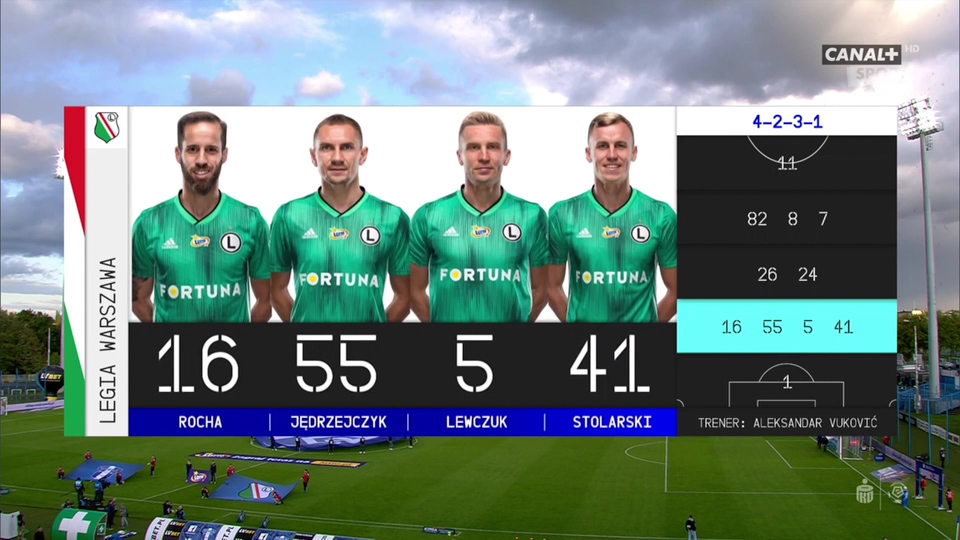 CANAL+ HD
SPORT
LEGIA WARSZAWA
L
L
L
L
FORTUNA
FORTUNA
FORTUNA
FORTUNA
16 55 5 41
ROCHA | JĘDRZEJCZYK | LEWCZUK | STOLARSKI
4-2-3-1
11
82 8 7
26 24
16 55 5 41
1
TRENER: ALEKSANDAR VUKOVIĆ